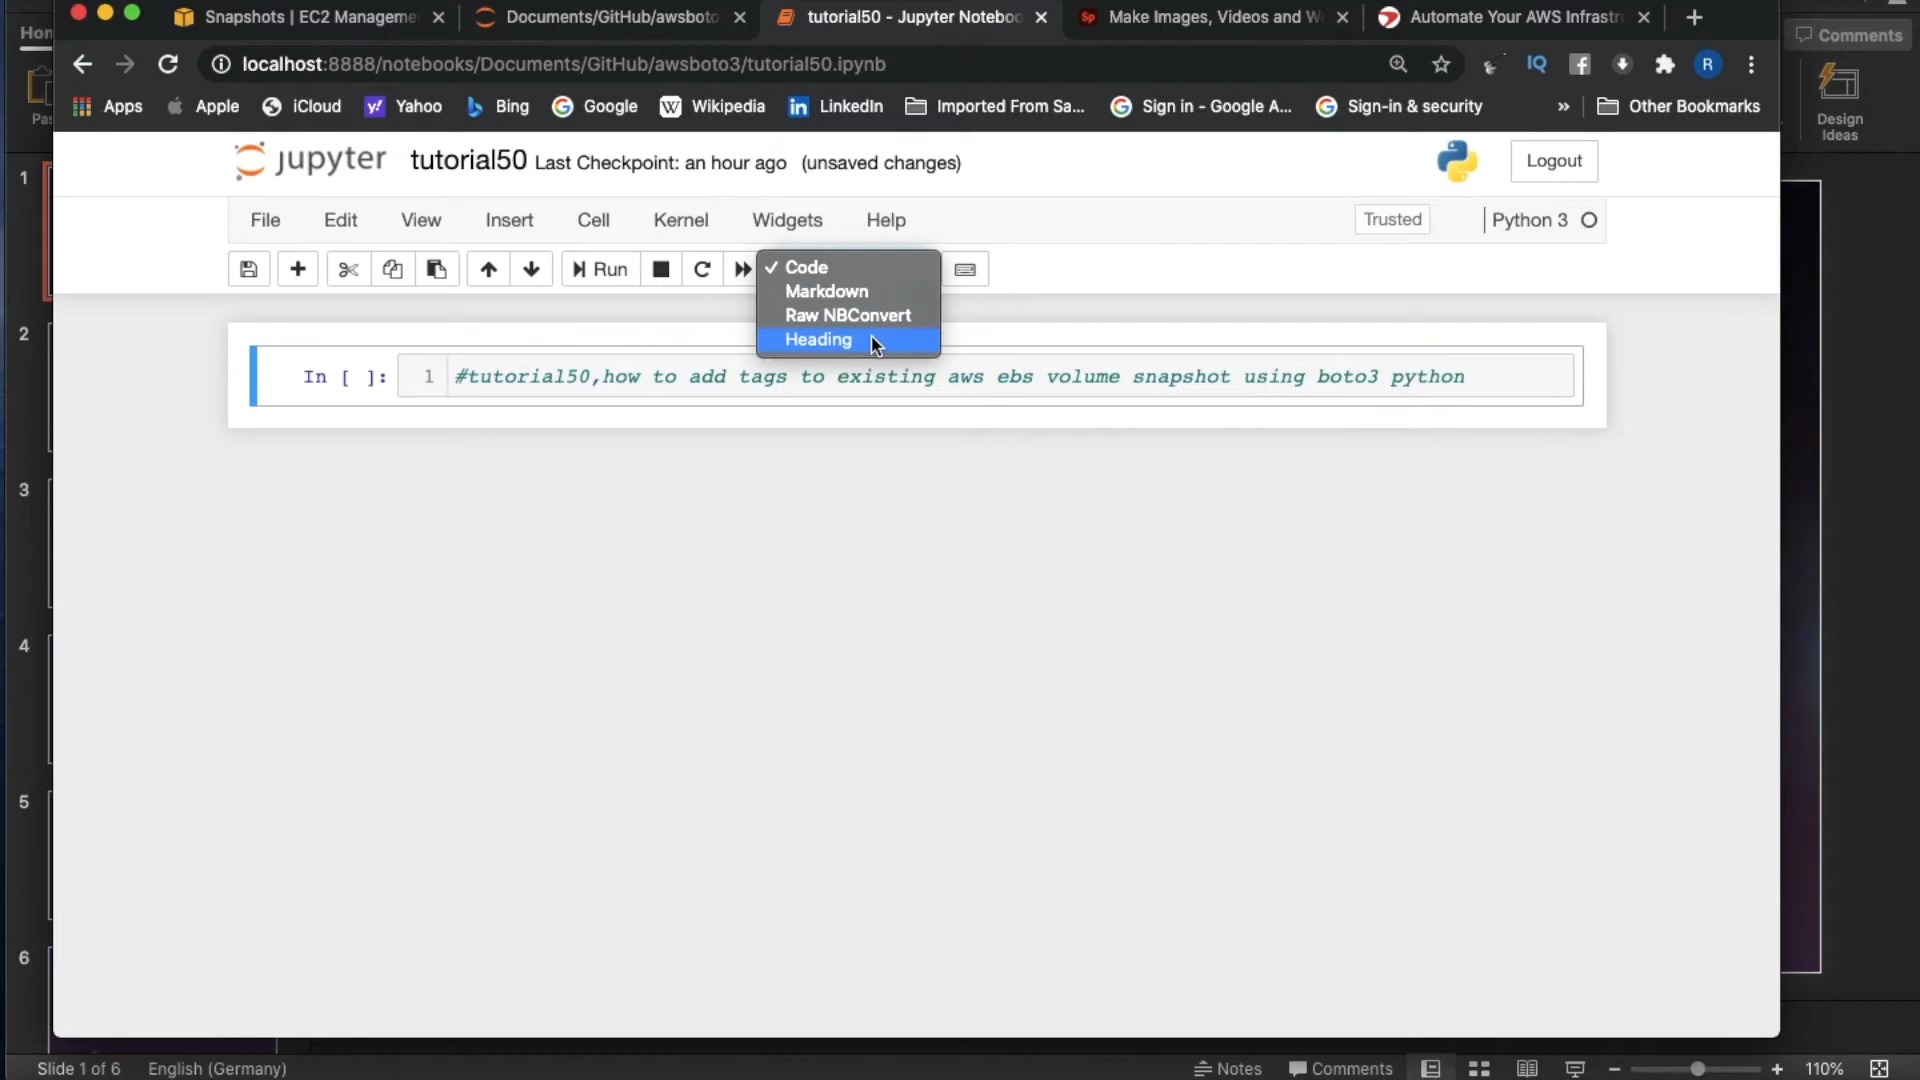 Snapshots | EC2 Manageme
Documents/GitHub/awsboto
tutorial50 - Jupyter Noteboo
Sp
Make Images, Videos and W
Automate Your AWS Infrastr
Hon
Comments
localhost:8888/notebooks/Documents/GitHub/awsboto3/tutorial50.ipynb
IQ
R
Pas
Apps
Apple
iCloud
Yahoo
Bing
Google
Wikipedia
LinkedIn
Imported From Sa...
Sign in - Google A...
Sign-in & security
»
Other Bookmarks
Design
Ideas
jupyter
tutorial50 Last Checkpoint: an hour ago (unsaved changes)
Logout
File
Edit
View
Insert
Cell
Kernel
Widgets
Help
Trusted
Python 3
Run
✓ Code
Markdown
Raw NBConvert
Heading
In [ ]:
1
#tutorial50,how to add tags to existing aws ebs volume snapshot using boto3 python
1
2
3
4
5
6
Slide 1 of 6
English (Germany)
Notes
Comments
110%